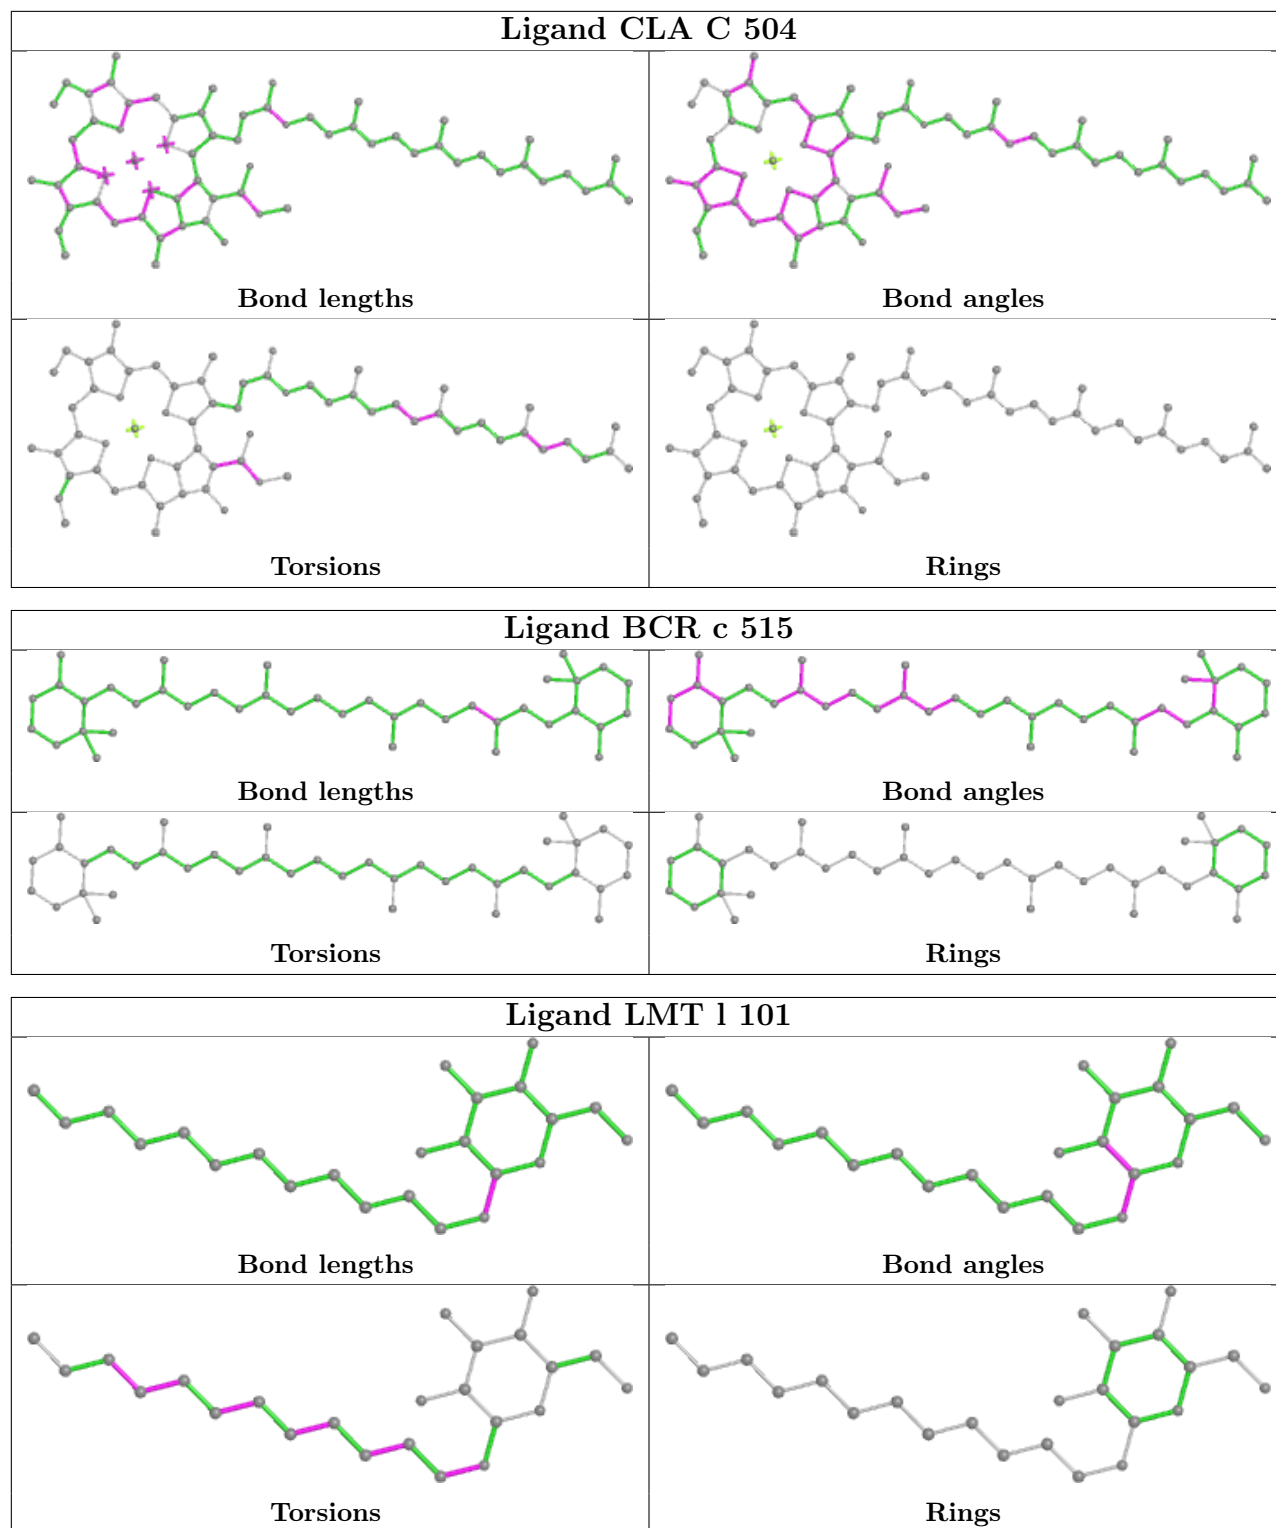 Ligand CLA C 504
Bond lengths
Bond angles
Torsions
Rings
Ligand BCR c 515
Bond lengths
Bond angles
Torsions
Rings
Ligand LMT l 101
Bond lengths
Bond angles
Torsions
Rings